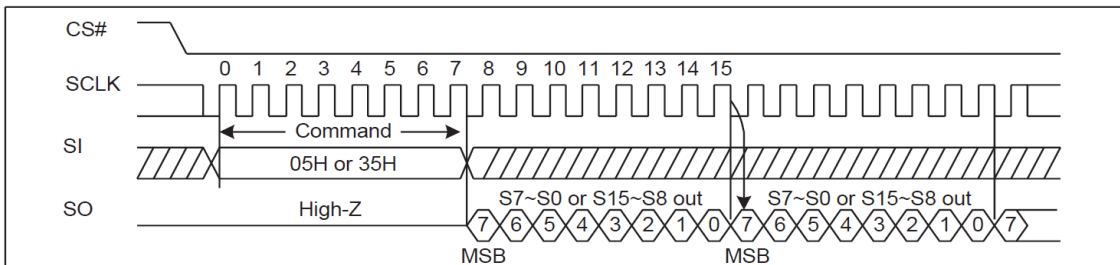 CS#
0 1 2 3 4 5 6 7 8 9 10 11 12 13 14 15
SCLK
Command
SI
05H or 35H
S7~S0 or S15~S8 out S7~S0 or S15~S8 out
SO High-Z
7 6 5 4 3 2 1 0 7 6 5 4 3 2 1 0 7
MSB MSB